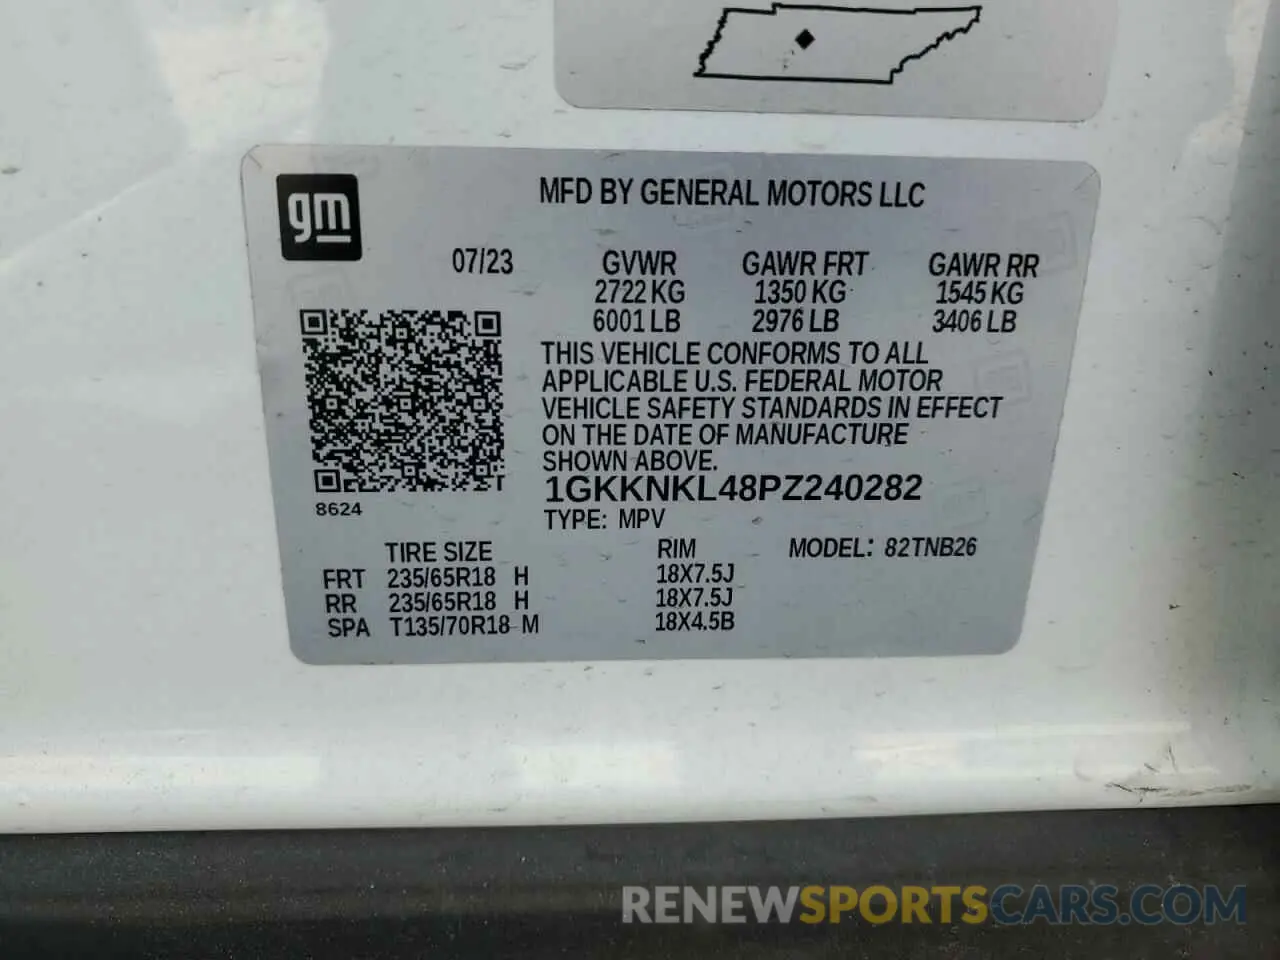 gm
MFD BY GENERAL MOTORS LLC
07/23 GVWR GAWR FRT GAWR RR
2722 KG 1350 KG 1545 KG
6001 LB 2976 LB 3406 LB
THIS VEHICLE CONFORMS TO ALL
APPLICABLE U.S. FEDERAL MOTOR
VEHICLE SAFETY STANDARDS IN EFFECT
ON THE DATE OF MANUFACTURE
SHOWN ABOVE.
1GKKNKL48PZ240282
8624
TYPE: MPV
TIRE SIZE RIM MODEL: 82TNB26
FRT 235/65R18 H 18X7.5J
RR 235/65R18 H 18X7.5J
SPA T135/70R18 M 18X4.5B
RENEWSPORTSCARS.COM